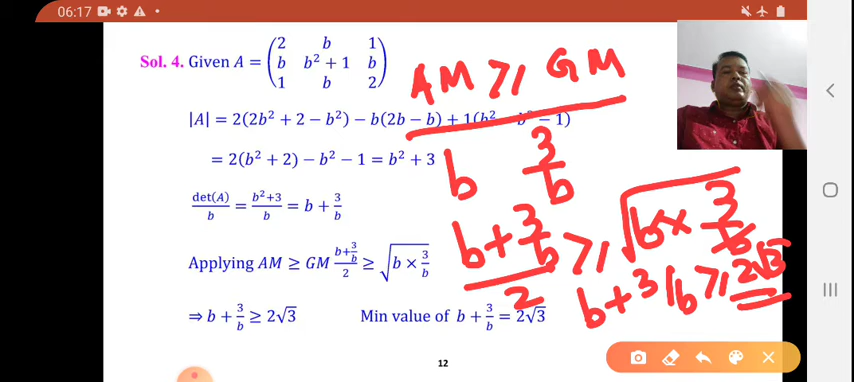 06:17
Sol. 4. Given A = (2 b 1
b b² + 1 b
1 b 2)
AM ≥ GM
|A| = 2(2b² + 2 − b²) − b(2b − b) + 1(b² − b² − 1)
= 2(b² + 2) − b² − 1 = b² + 3
b 3/b
det(A)/b = (b²+3)/b = b + 3/b
(b + 3/b)/2 ≥ √(b × 3/b)
Applying AM ≥ GM (b+3/b)/2 ≥ √(b × 3/b)
b + 3/b ≥ 2√3
⇒ b + 3/b ≥ 2√3 Min value of b + 3/b = 2√3
12